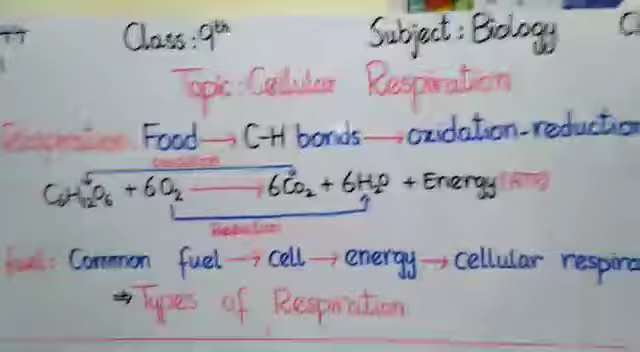 Class: 9th Subject: Biology
Topic: Cellular Respiration
Respiration: Food → C-H bonds → oxidation-reduction
Oxidation
C6H12O6 + 6O2 → 6CO2 + 6H2O + Energy (ATP)
Reduction
fuel: Common fuel → cell → energy → cellular respira
⇒ Types of Respiration